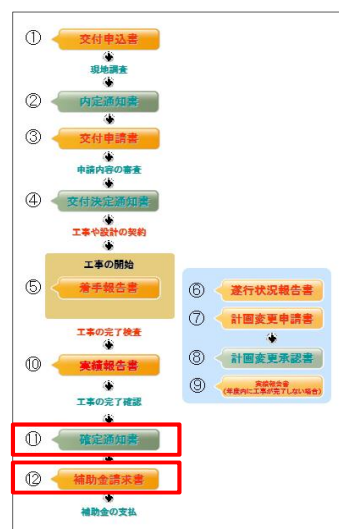 ① 交付申込書
現地調査
② 内定通知書
③ 交付申請書
申請内容の審査
④ 交付決定通知書
工事や設計の契約
工事の開始
⑤ 着手報告書
工事の完了検査
⑩ 実績報告書
工事の完了確認
⑪ 確定通知書
⑫ 補助金請求書
補助金の支払
⑥ 遂行状況報告書
⑦ 計画変更申請書
⑧ 計画変更承認書
⑨ 実績報告書
(年度内に工事が完了しない場合)